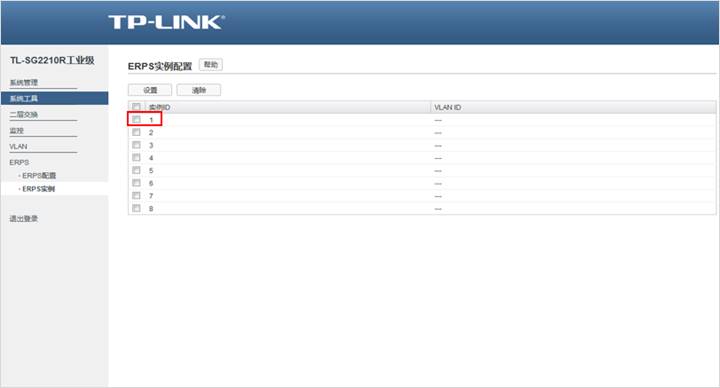 TP-LINK®
TL-SG2210R工业级
系统管理
系统工具
二层交换
监控
VLAN
ERPS
· ERPS配置
· ERPS实例
退出登录
ERPS实例配置 帮助
设置 清除
实例ID VLAN ID
1 ---
2 ---
3 ---
4 ---
5 ---
6 ---
7 ---
8 ---